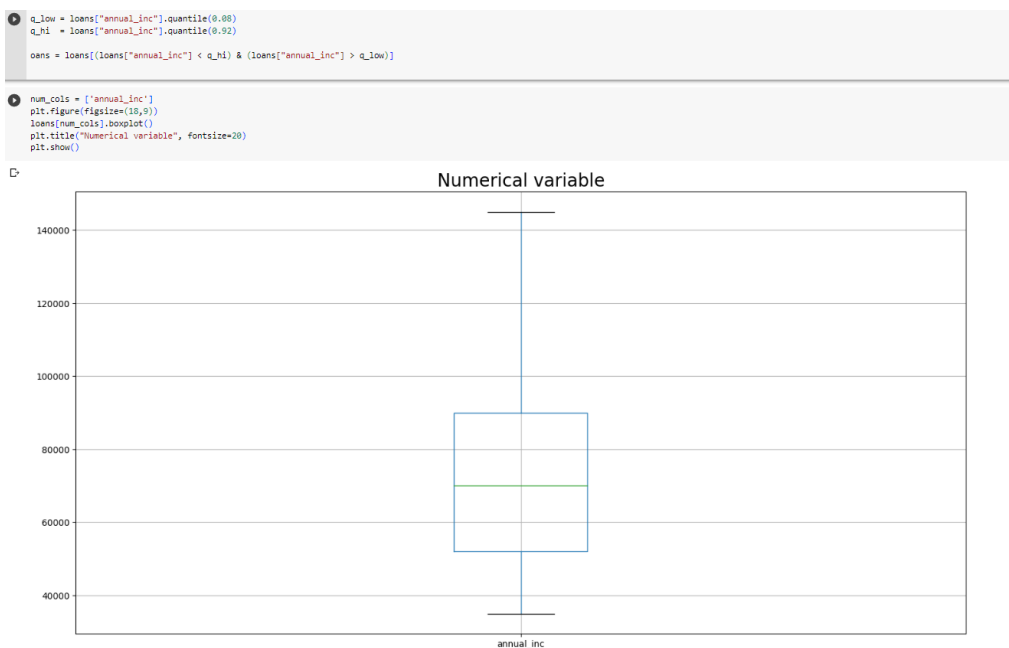 q_low = loans["annual_inc"].quantile(0.08)
q_hi  = loans["annual_inc"].quantile(0.92)
oans = loans[(loans["annual_inc"] < q_hi) & (loans["annual_inc"] > q_low)]
num_cols = ['annual_inc']
plt.figure(figsize=(18,9))
loans[num_cols].boxplot()
plt.title("Numerical variable", fontsize=20)
plt.show()
Numerical variable
140000
120000
100000
80000
60000
40000
annual_inc